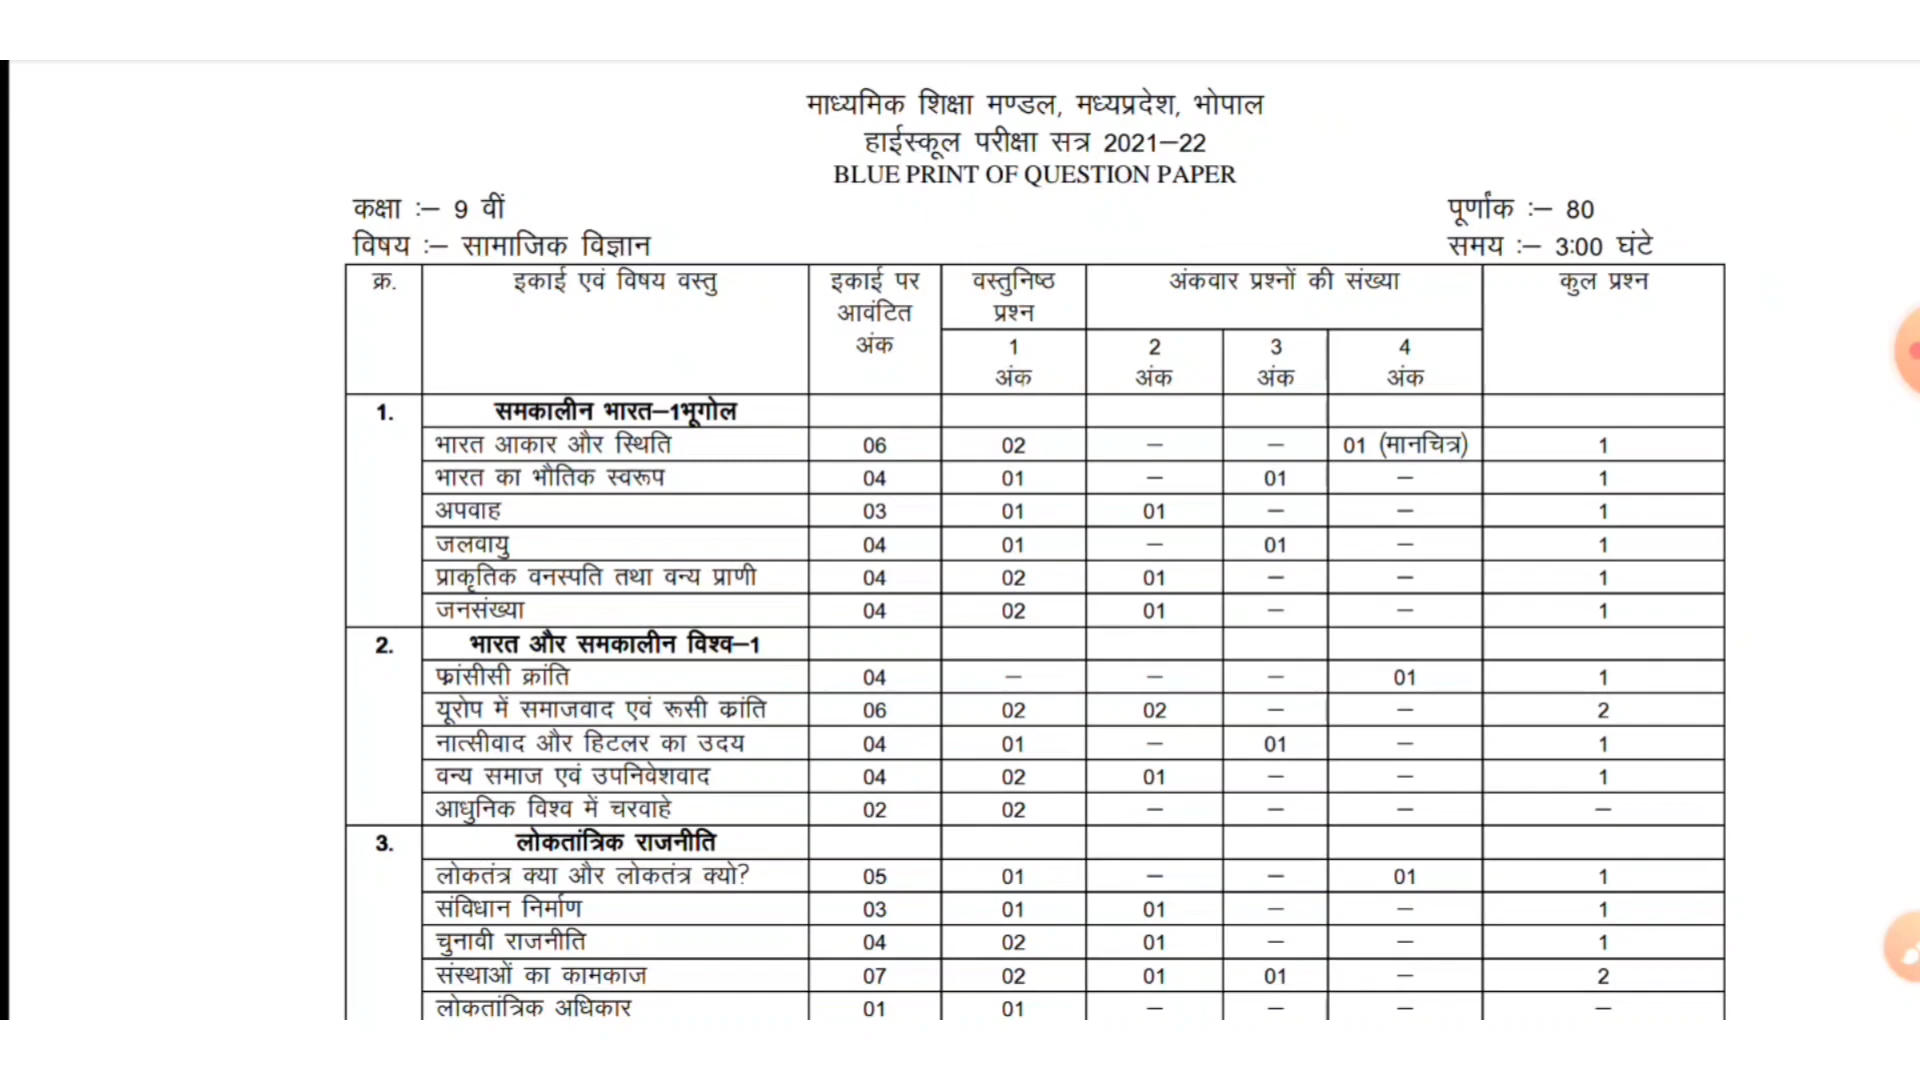 माध्यमिक शिक्षा मण्डल, मध्यप्रदेश, भोपाल
हाईस्कूल परीक्षा सत्र 2021–22
BLUE PRINT OF QUESTION PAPER
कक्षा :– 9 वीं पूर्णांक :– 80
विषय :– सामाजिक विज्ञान समय :– 3:00 घंटे
क्र. इकाई एवं विषय वस्तु इकाई पर आवंटित अंक वस्तुनिष्ठ प्रश्न अंकवार प्रश्नों की संख्या कुल प्रश्न
1 अंक 2 अंक 3 अंक 4 अंक
1. समकालीन भारत–1भूगोल
भारत आकार और स्थिति 06 02 – – 01 (मानचित्र) 1
भारत का भौतिक स्वरूप 04 01 – 01 – 1
अपवाह 03 01 01 – – 1
जलवायु 04 01 – 01 – 1
प्राकृतिक वनस्पति तथा वन्य प्राणी 04 02 01 – – 1
जनसंख्या 04 02 01 – – 1
2. भारत और समकालीन विश्व–1
फ्रांसीसी क्रांति 04 – – – 01 1
यूरोप में समाजवाद एवं रूसी क्रांति 06 02 02 – – 2
नात्सीवाद और हिटलर का उदय 04 01 – 01 – 1
वन्य समाज एवं उपनिवेशवाद 04 02 01 – – 1
आधुनिक विश्व में चरवाहे 02 02 – – – –
3. लोकतांत्रिक राजनीति
लोकतंत्र क्या और लोकतंत्र क्यो? 05 01 – – 01 1
संविधान निर्माण 03 01 01 – – 1
चुनावी राजनीति 04 02 01 – – 1
संस्थाओं का कामकाज 07 02 01 01 – 2
लोकतांत्रिक अधिकार 01 01 – – – –